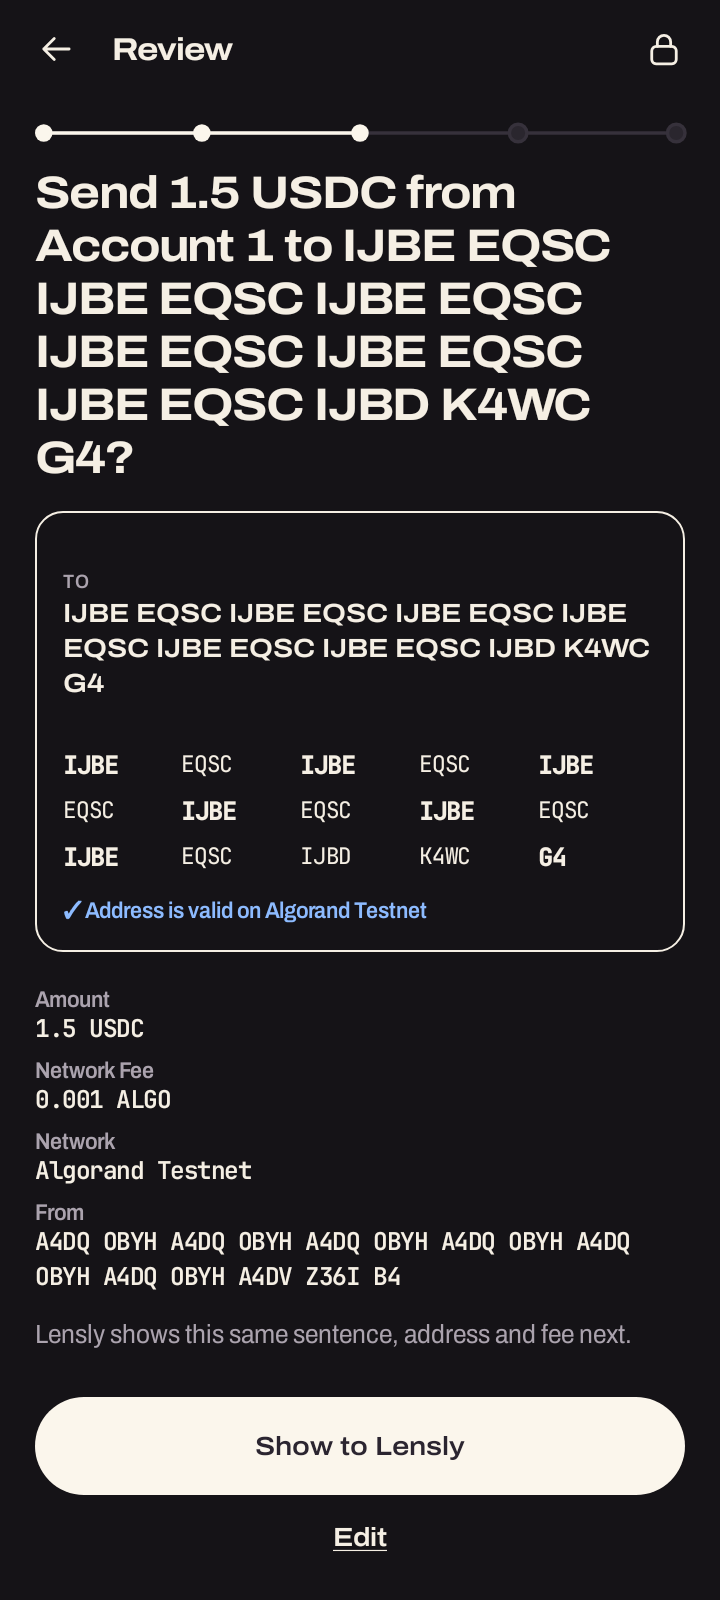 Review
Send 1.5 USDC from
Account 1 to IJBE EQSC
IJBE EQSC IJBE EQSC
IJBE EQSC IJBE EQSC
IJBE EQSC IJBD K4WC
G4?
TO
IJBE EQSC IJBE EQSC IJBE EQSC IJBE
EQSC IJBE EQSC IJBE EQSC IJBD K4WC
G4
IJBE EQSC IJBE EQSC IJBE
EQSC IJBE EQSC IJBE EQSC
IJBE EQSC IJBD K4WC G4
✓ Address is valid on Algorand Testnet
Amount
1.5 USDC
Network Fee
0.001 ALGO
Network
Algorand Testnet
From
A4DQ OBYH A4DQ OBYH A4DQ OBYH A4DQ OBYH A4DQ
OBYH A4DQ OBYH A4DV Z36I B4
Lensly shows this same sentence, address and fee next.
Show to Lensly
Edit